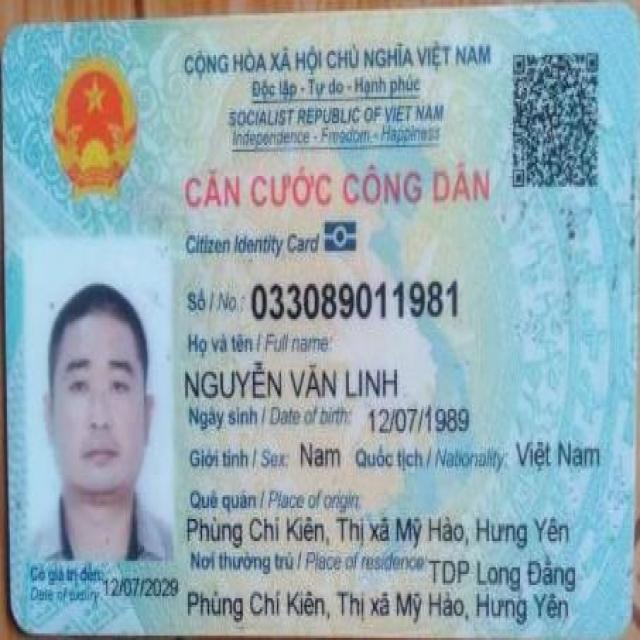 CỘNG HÒA XÃ HỘI CHỦ NGHĨA VIỆT NAM
Độc lập - Tự do - Hạnh phúc
SOCIALIST REPUBLIC OF VIET NAM
Independence - Freedom - Happiness
CĂN CƯỚC CÔNG DÂN
Citizen Identity Card
Số / No.: 033089011981
Họ và tên / Full name:
NGUYỄN VĂN LINH
Ngày sinh / Date of birth: 12/07/1989
Giới tính / Sex: Nam Quốc tịch / Nationality: Việt Nam
Quê quán / Place of origin:
Phùng Chí Kiên, Thị xã Mỹ Hào, Hưng Yên
Nơi thường trú / Place of residence: TDP Long Đằng
Phùng Chí Kiên, Thị xã Mỹ Hào, Hưng Yên
Có giá trị đến: 12/07/2029
Date of expiry